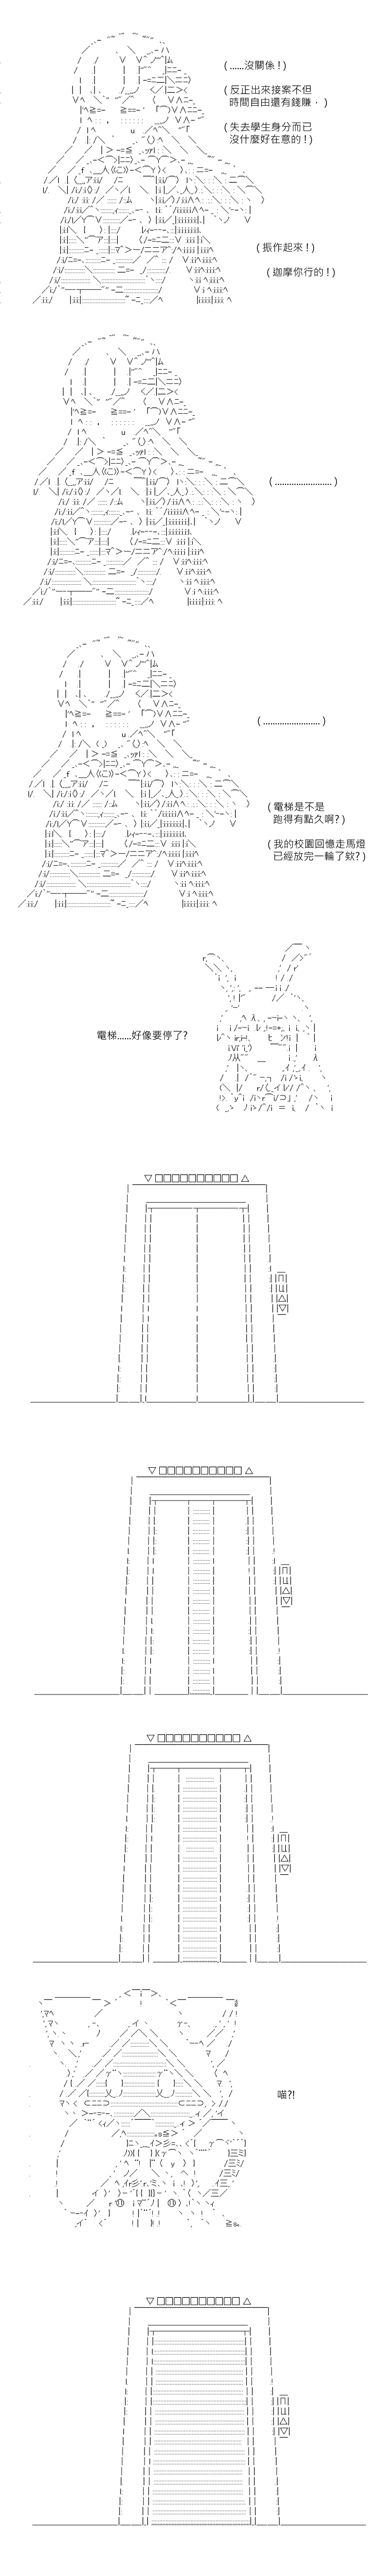 ( ......沒關係！)
( 反正出來接案不但
時間自由還有錢賺． )
( 失去學生身分而已
沒什麼好在意的！)
( 振作起來！)
( 迦摩你行的！)
( ........................ )
( ........................ )
( 電梯是不是
跑得有點久啊? )
( 我的校園回憶走馬燈
已經放完一輪了欸? )
電梯......好像要停了?
喵?!